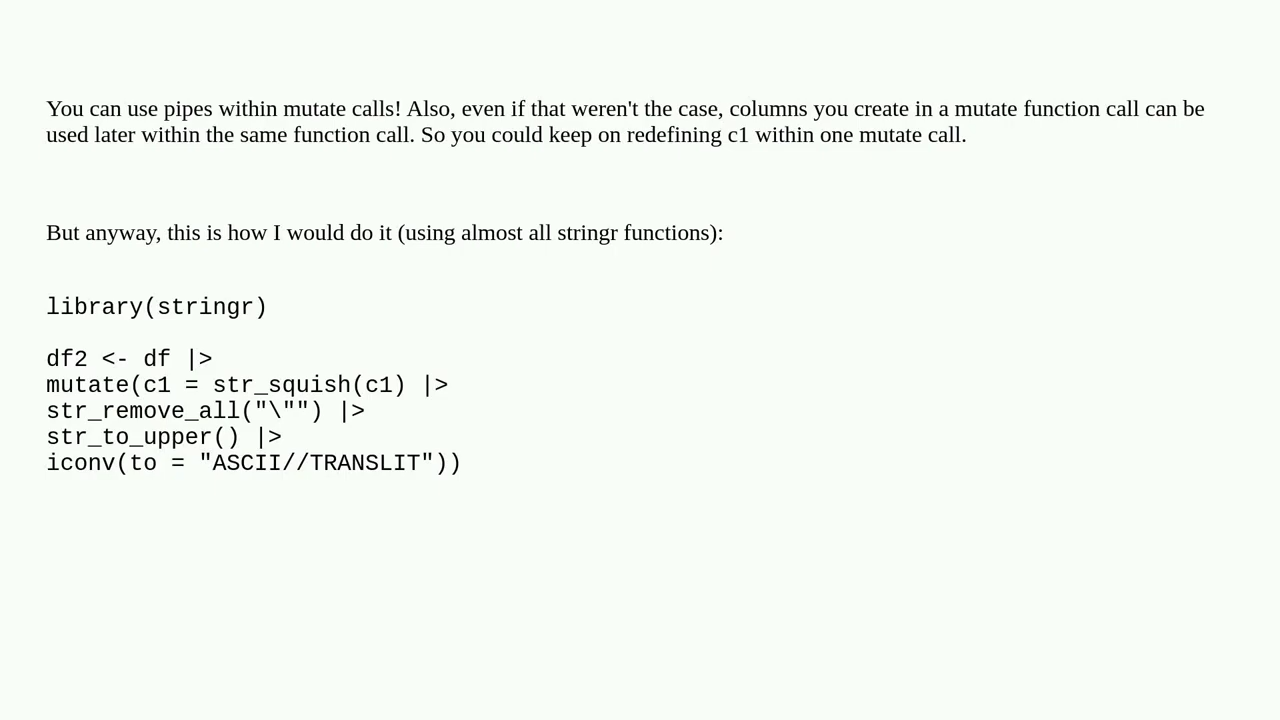 You can use pipes within mutate calls! Also, even if that weren't the case, columns you create in a mutate function call can be
used later within the same function call. So you could keep on redefining c1 within one mutate call.
But anyway, this is how I would do it (using almost all stringr functions):
library(stringr)
df2 <- df |>
mutate(c1 = str_squish(c1) |>
str_remove_all("\"") |>
str_to_upper() |>
iconv(to = "ASCII//TRANSLIT"))